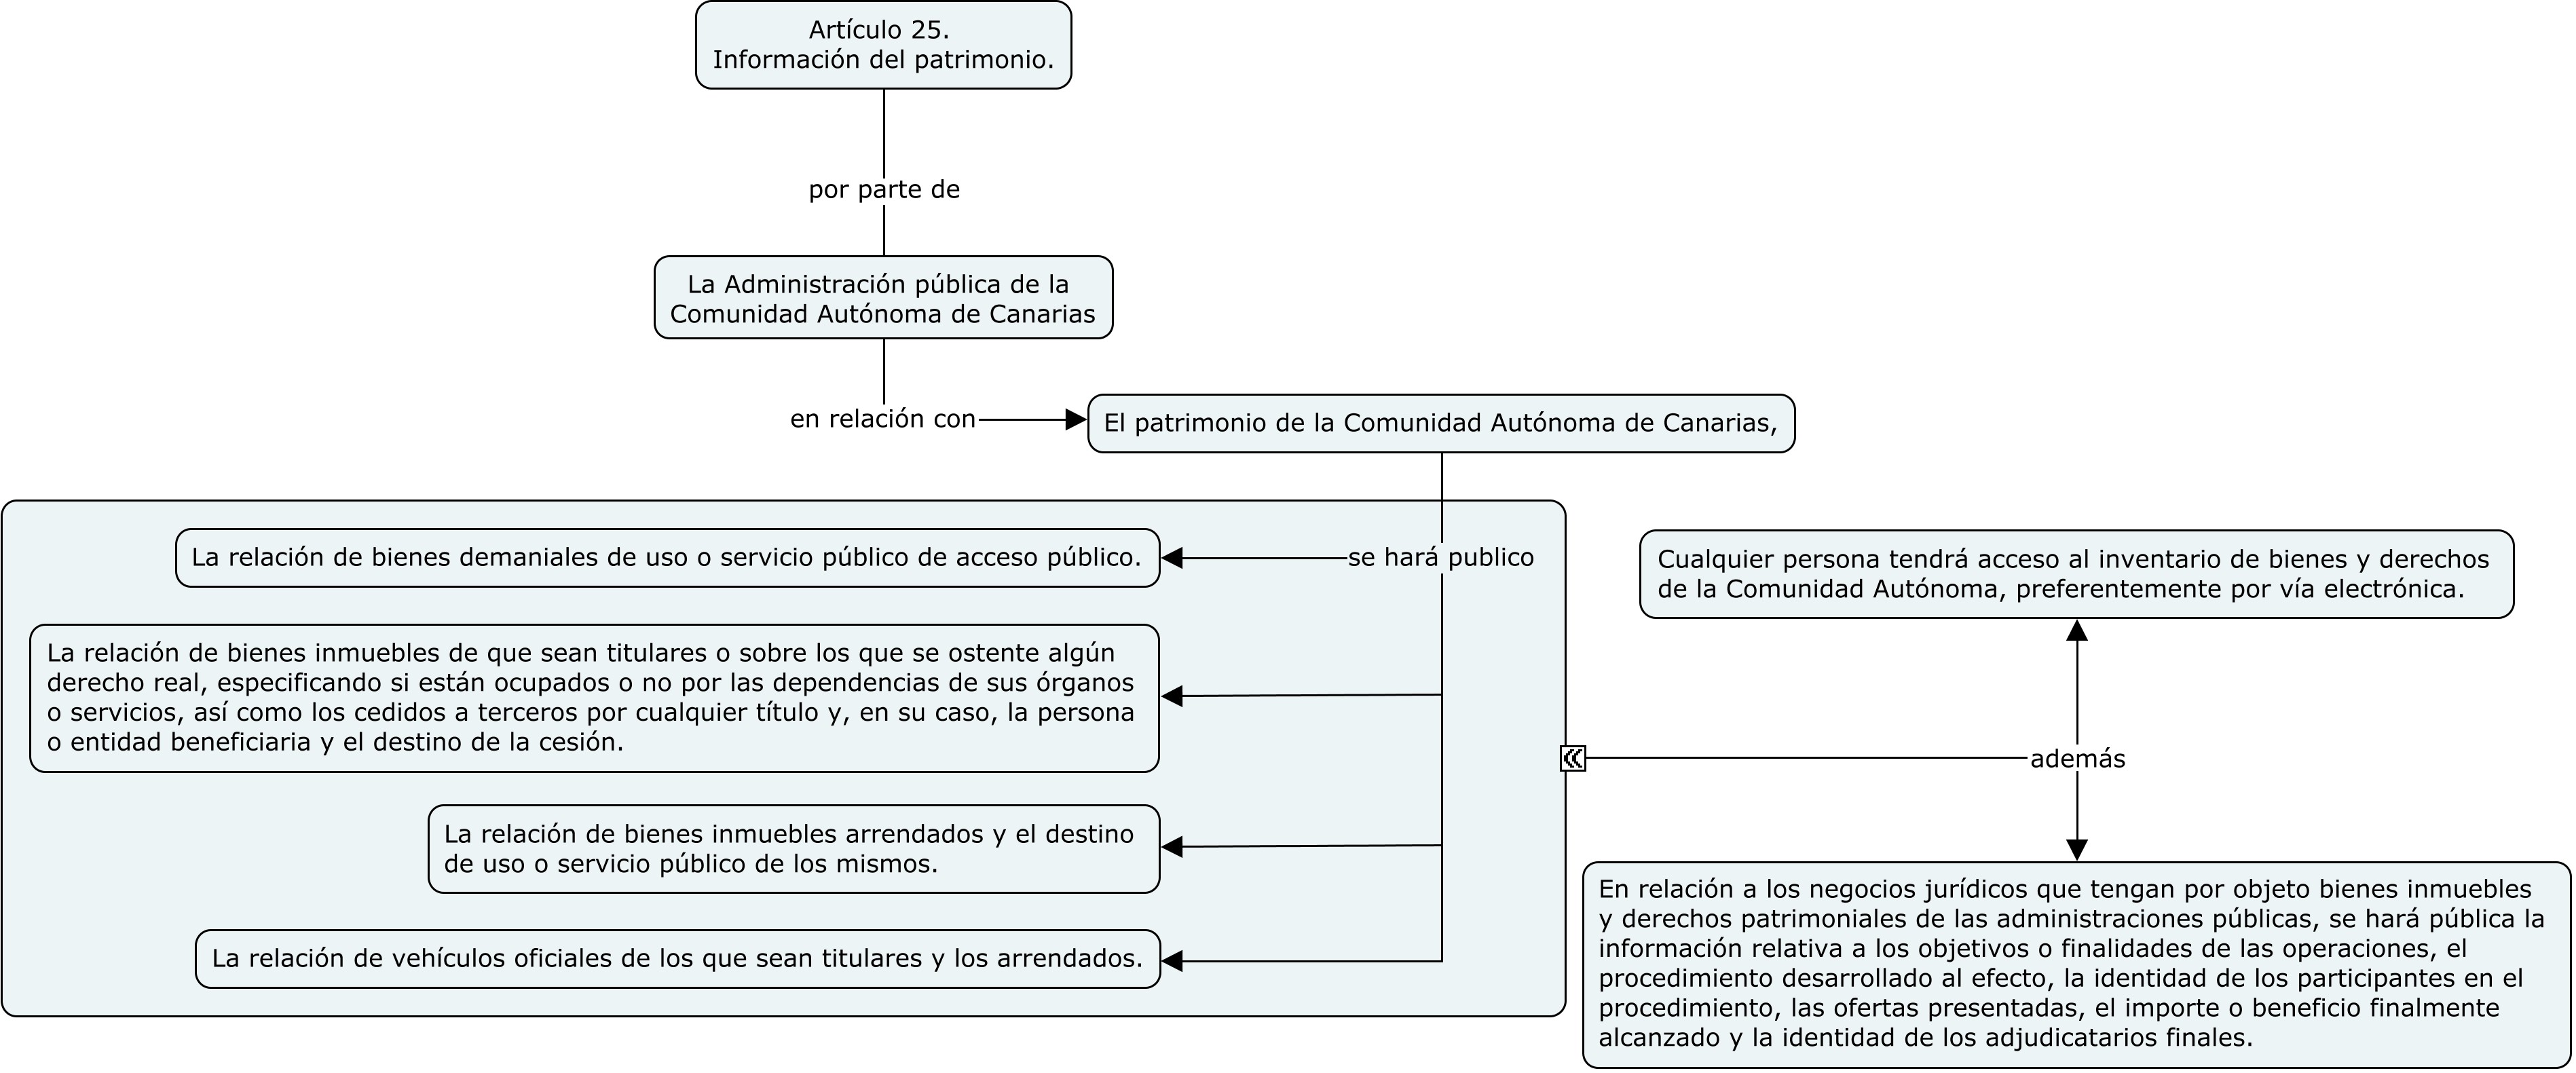 Artículo 25.
Información del patrimonio.
por parte de
La Administración pública de la
Comunidad Autónoma de Canarias
en relación con
El patrimonio de la Comunidad Autónoma de Canarias,
se hará publico
La relación de bienes demaniales de uso o servicio público de acceso público.
La relación de bienes inmuebles de que sean titulares o sobre los que se ostente algún
derecho real, especificando si están ocupados o no por las dependencias de sus órganos
o servicios, así como los cedidos a terceros por cualquier título y, en su caso, la persona
o entidad beneficiaria y el destino de la cesión.
La relación de bienes inmuebles arrendados y el destino
de uso o servicio público de los mismos.
La relación de vehículos oficiales de los que sean titulares y los arrendados.
además
Cualquier persona tendrá acceso al inventario de bienes y derechos
de la Comunidad Autónoma, preferentemente por vía electrónica.
En relación a los negocios jurídicos que tengan por objeto bienes inmuebles
y derechos patrimoniales de las administraciones públicas, se hará pública la
información relativa a los objetivos o finalidades de las operaciones, el
procedimiento desarrollado al efecto, la identidad de los participantes en el
procedimiento, las ofertas presentadas, el importe o beneficio finalmente
alcanzado y la identidad de los adjudicatarios finales.